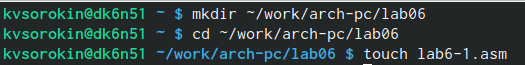 kvsorokin@dk6n51 ~ $ mkdir ~/work/arch-pc/lab06
kvsorokin@dk6n51 ~ $ cd ~/work/arch-pc/lab06
kvsorokin@dk6n51 ~/work/arch-pc/lab06 $ touch lab6-1.asm